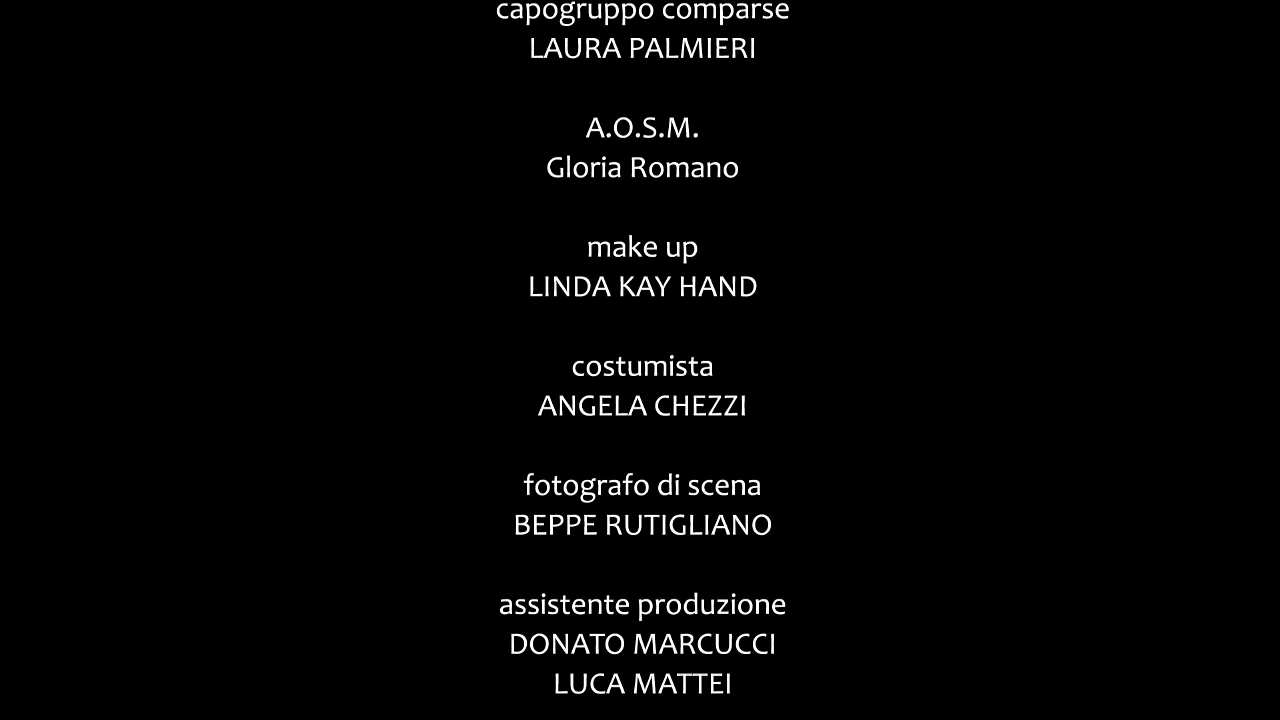 capogruppo comparse
LAURA PALMIERI
A.O.S.M.
Gloria Romano
make up
LINDA KAY HAND
costumista
ANGELA CHEZZI
fotografo di scena
BEPPE RUTIGLIANO
assistente produzione
DONATO MARCUCCI
LUCA MATTEI